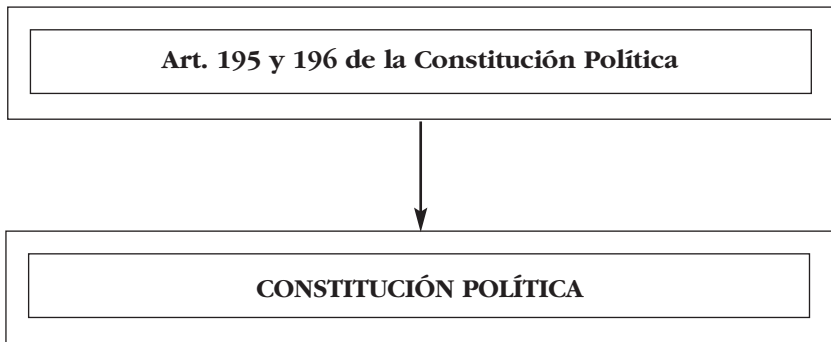 Art. 195 y 196 de la Constitución Política
CONSTITUCIÓN POLÍTICA